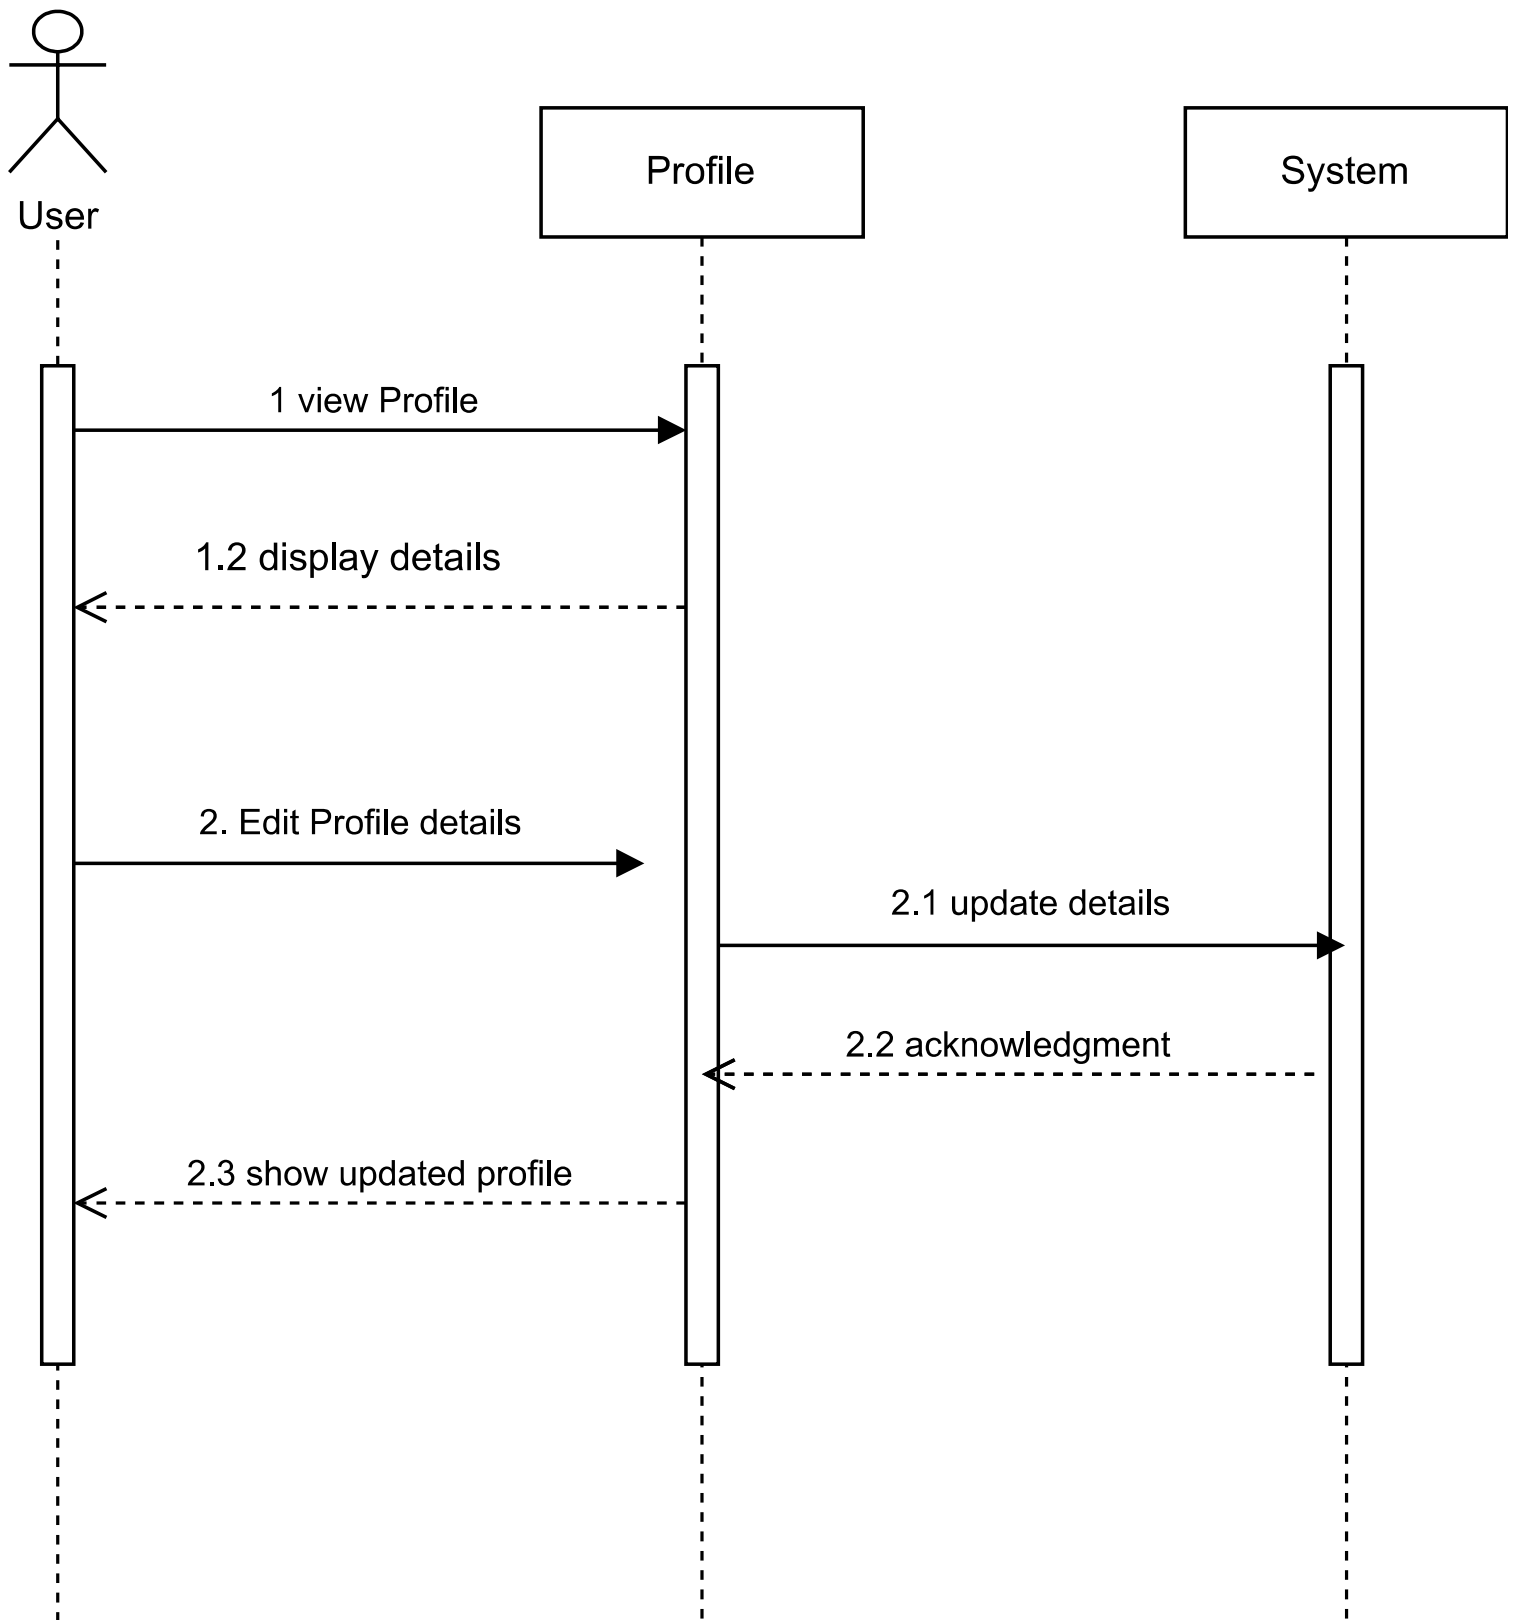 User
Profile
System
1 view Profile
1.2 display details
2. Edit Profile details
2.1 update details
2.2 acknowledgment
2.3 show updated profile